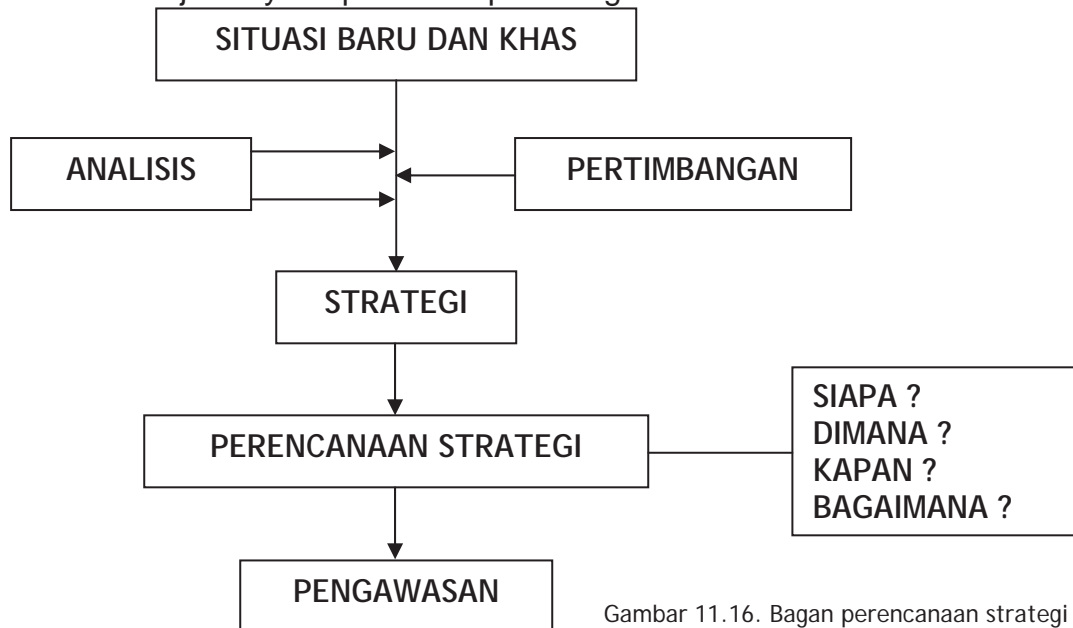 SITUASI BARU DAN KHAS
ANALISIS
PERTIMBANGAN
STRATEGI
SIAPA ?
DIMANA ?
KAPAN ?
BAGAIMANA ?
PERENCANAAN STRATEGI
PENGAWASAN
Gambar 11.16. Bagan perencanaan strategi